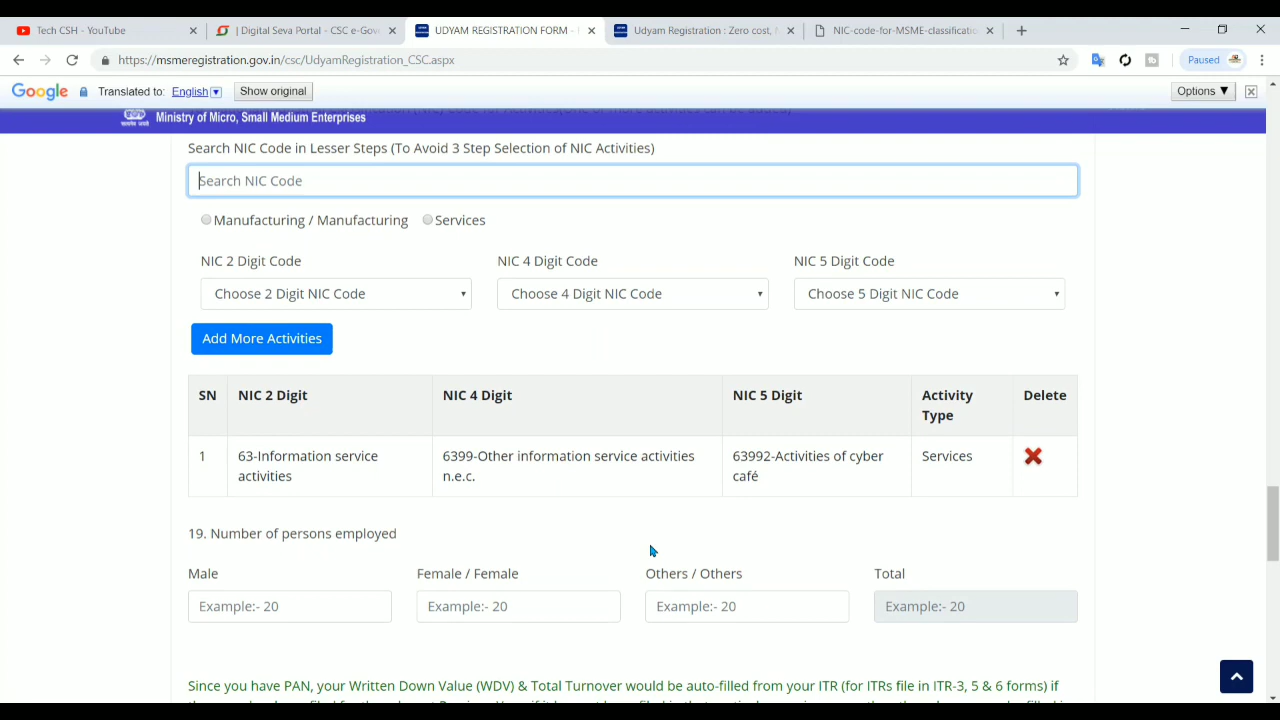 Tech CSH - YouTube
| Digital Seva Portal - CSC e-Gove
UDYAM REGISTRATION FORM -
Udyam Registration : Zero cost,
NIC-code-for-MSME-classificatio
Paused
https://msmeregistration.gov.in/csc/UdyamRegistration_CSC.aspx
Google Translated to: English Show original Options ▼
Ministry of Micro, Small Medium Enterprises
Search NIC Code in Lesser Steps (To Avoid 3 Step Selection of NIC Activities)
Search NIC Code
Manufacturing / Manufacturing Services
NIC 2 Digit Code NIC 4 Digit Code NIC 5 Digit Code
Choose 2 Digit NIC Code Choose 4 Digit NIC Code Choose 5 Digit NIC Code
Add More Activities
SN NIC 2 Digit NIC 4 Digit NIC 5 Digit Activity Type Delete
1 63-Information service activities 6399-Other information service activities n.e.c. 63992-Activities of cyber café Services
19. Number of persons employed
Male Female / Female Others / Others Total
Example:- 20 Example:- 20 Example:- 20 Example:- 20
Since you have PAN, your Written Down Value (WDV) & Total Turnover would be auto-filled from your ITR (for ITRs file in ITR-3, 5 & 6 forms) if